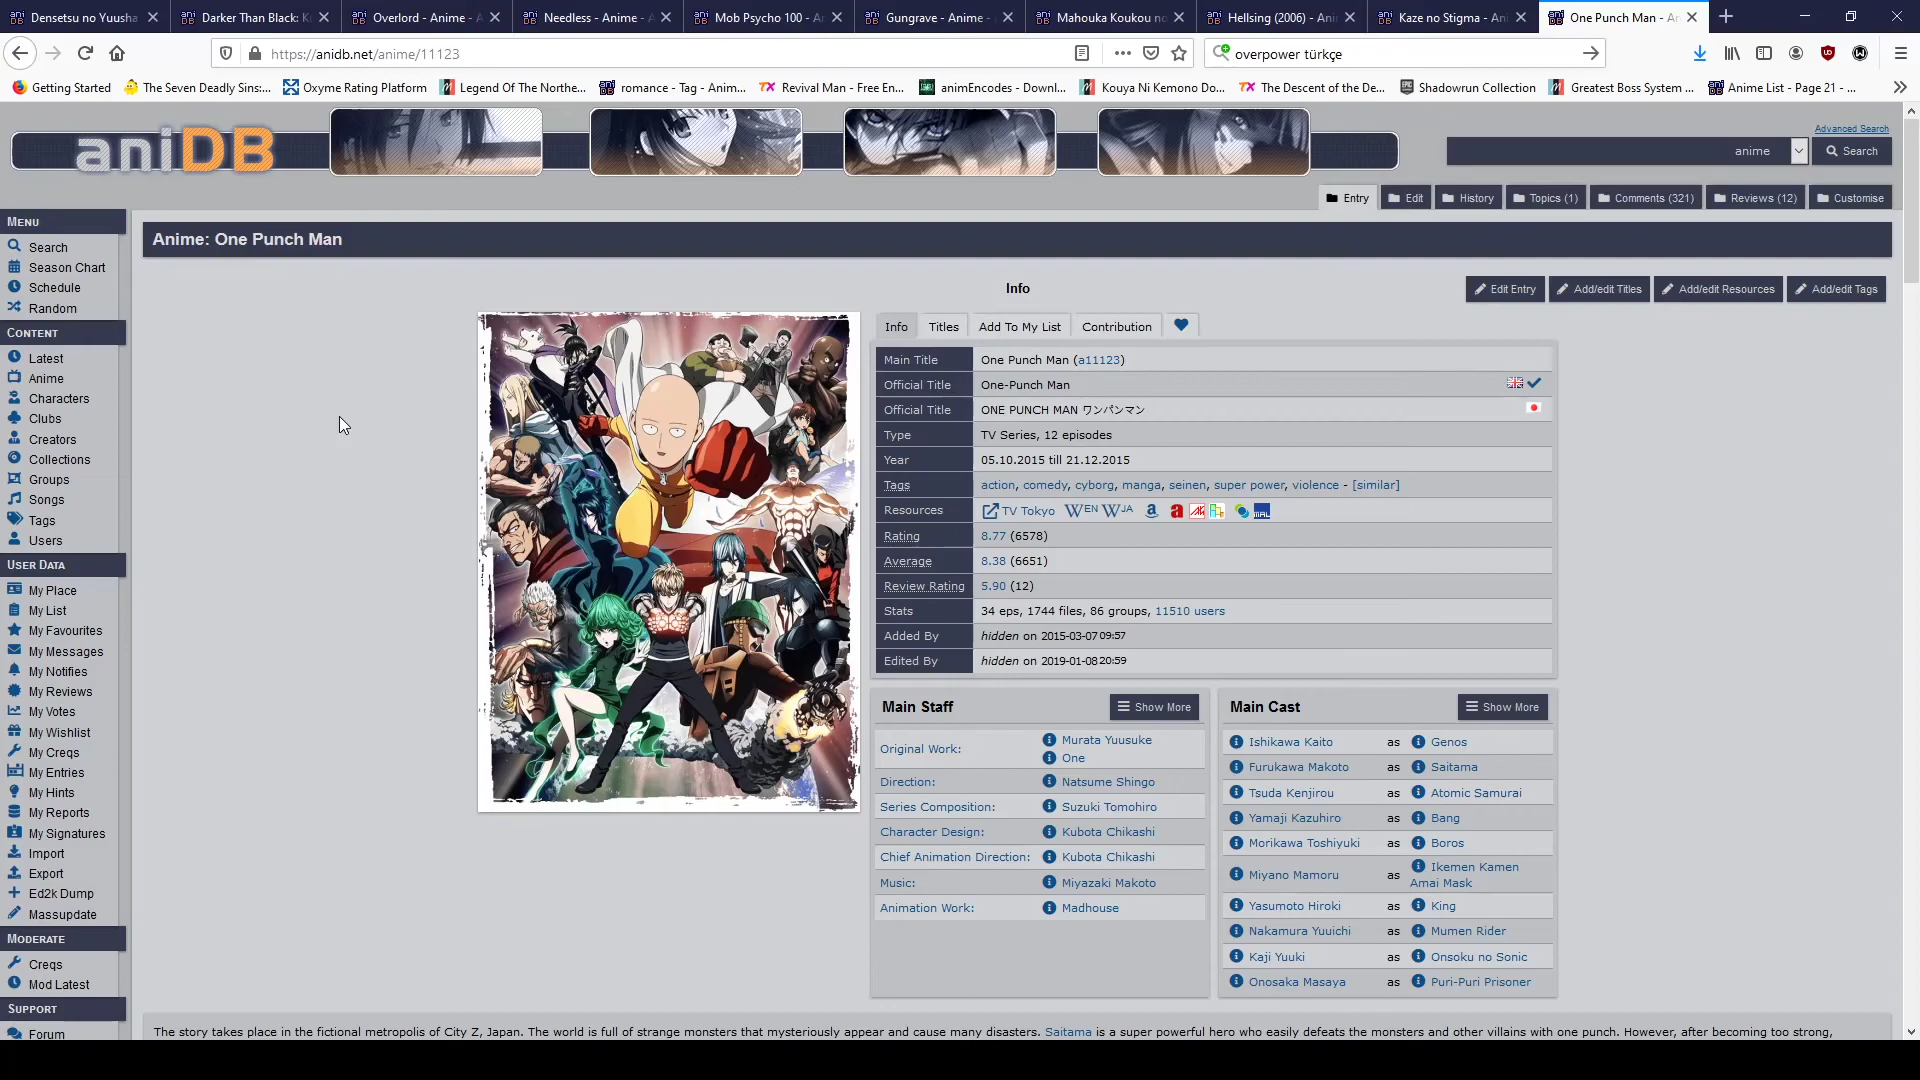 Densetsu no Yuusha
Darker Than Black: K
Overlord - Anime -
Needless - Anime -
Mob Psycho 100 - A
Gungrave - Anime -
Mahouka Koukou no
Hellsing (2006) - Ani
Kaze no Stigma - An
One Punch Man - A
https://anidb.net/anime/11123
overpower türkçe
Getting Started
The Seven Deadly Sins:...
Oxyme Rating Platform
Legend Of The Northe...
romance - Tag - Anim...
Revival Man - Free En...
animEncodes - Downl...
Kouya Ni Kemono Do...
The Descent of the De...
Shadowrun Collection
Greatest Boss System ...
Anime List - Page 21 - ...
aniDB
Advanced Search
anime
Search
Entry
Edit
History
Topics (1)
Comments (321)
Reviews (12)
Customise
MENU
Search
Season Chart
Schedule
Random
CONTENT
Latest
Anime
Characters
Clubs
Creators
Collections
Groups
Songs
Tags
Users
USER DATA
My Place
My List
My Favourites
My Messages
My Notifies
My Reviews
My Votes
My Wishlist
My Creqs
My Entries
My Hints
My Reports
My Signatures
Import
Export
Ed2k Dump
Massupdate
MODERATE
Creqs
Mod Latest
SUPPORT
Forum
Anime: One Punch Man
Info
Edit Entry
Add/edit Titles
Add/edit Resources
Add/edit Tags
Info
Titles
Add To My List
Contribution
Main Title One Punch Man (a11123)
Official Title One-Punch Man
Official Title ONE PUNCH MAN ワンパンマン
Type TV Series, 12 episodes
Year 05.10.2015 till 21.12.2015
Tags action, comedy, cyborg, manga, seinen, super power, violence - [similar]
Resources TV Tokyo WEN WJA a MAL
Rating 8.77 (6578)
Average 8.38 (6651)
Review Rating 5.90 (12)
Stats 34 eps, 1744 files, 86 groups, 11510 users
Added By hidden on 2015-03-07 09:57
Edited By hidden on 2019-01-08 20:59
Main Staff
Show More
Original Work: Murata Yuusuke
One
Direction: Natsume Shingo
Series Composition: Suzuki Tomohiro
Character Design: Kubota Chikashi
Chief Animation Direction: Kubota Chikashi
Music: Miyazaki Makoto
Animation Work: Madhouse
Main Cast
Show More
Ishikawa Kaito as Genos
Furukawa Makoto as Saitama
Tsuda Kenjirou as Atomic Samurai
Yamaji Kazuhiro as Bang
Morikawa Toshiyuki as Boros
Miyano Mamoru as Ikemen Kamen
Amai Mask
Yasumoto Hiroki as King
Nakamura Yuuichi as Mumen Rider
Kaji Yuuki as Onsoku no Sonic
Onosaka Masaya as Puri-Puri Prisoner
The story takes place in the fictional metropolis of City Z, Japan. The world is full of strange monsters that mysteriously appear and cause many disasters. Saitama is a super powerful hero who easily defeats the monsters and other villains with one punch. However, after becoming too strong,